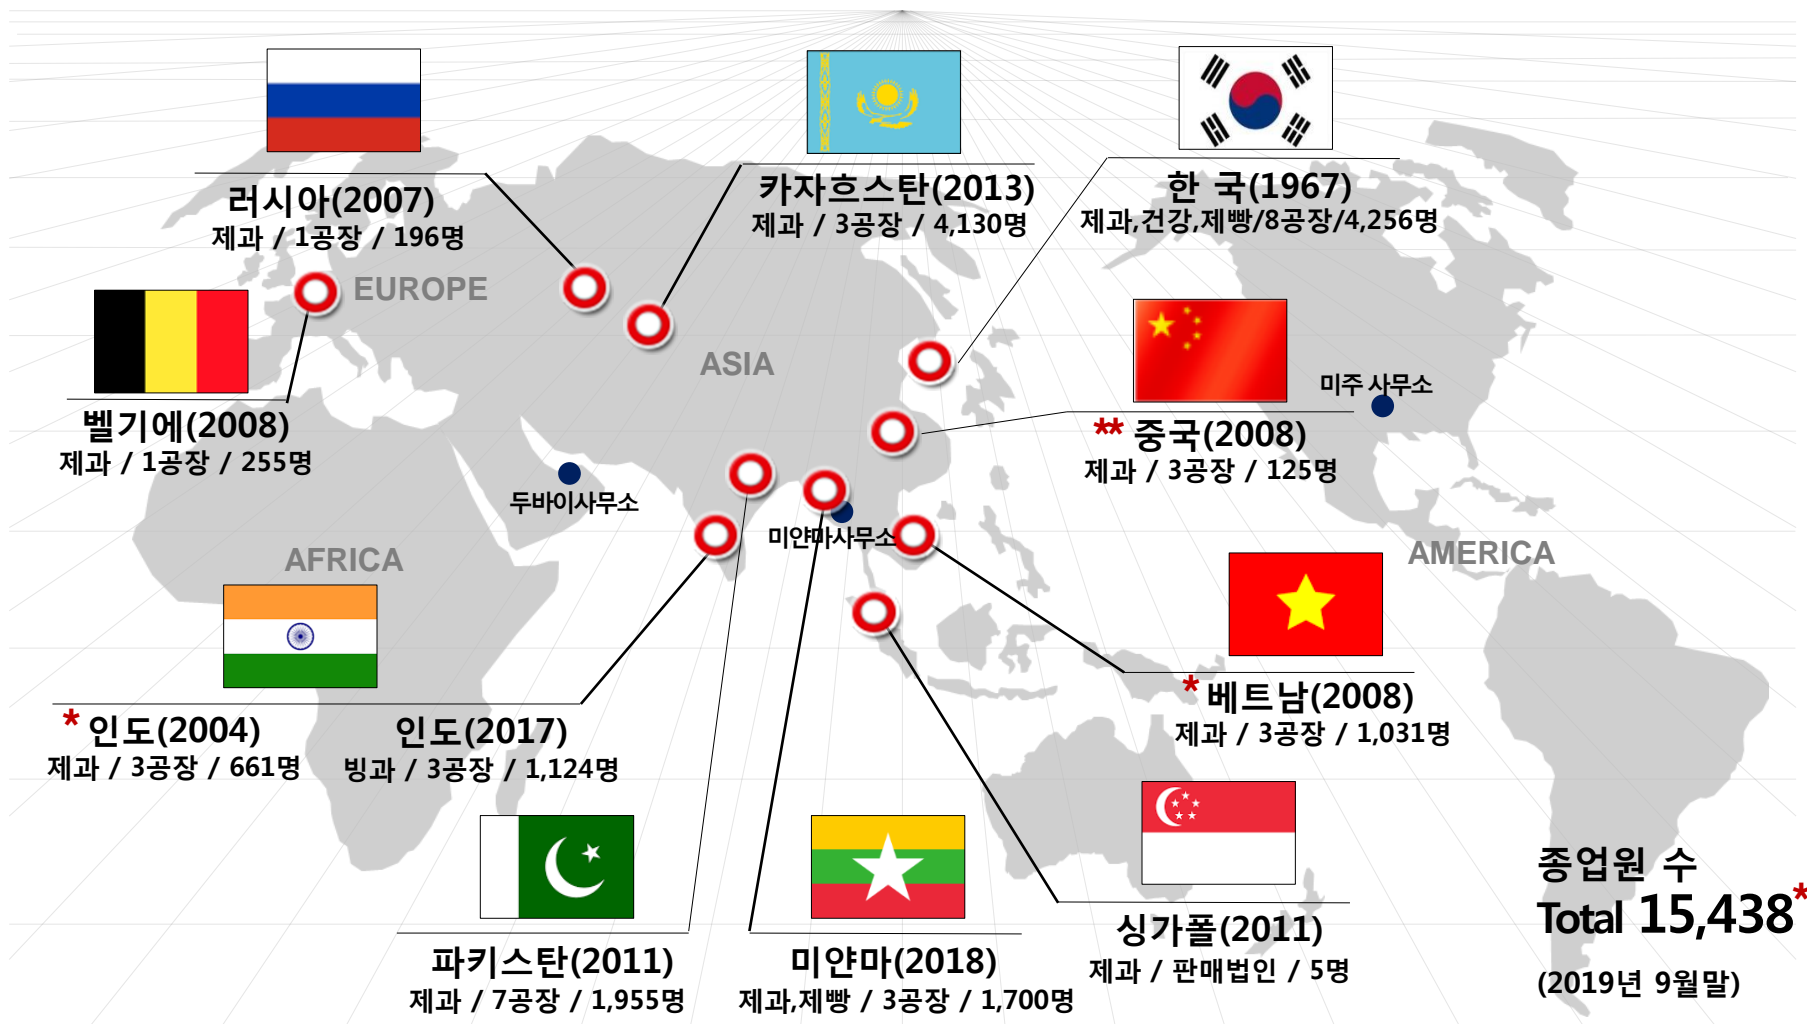 러시아(2007)
제과 / 1공장 / 196명
카자흐스탄(2013)
제과 / 3공장 / 4,130명
한 국(1967)
제과,건강,제빵/8공장/4,256명
EUROPE
ASIA
벨기에(2008)
제과 / 1공장 / 255명
미주 사무소
** 중국(2008)
제과 / 3공장 / 125명
두바이사무소
미얀마사무소
AFRICA
AMERICA
* 인도(2004)
제과 / 3공장 / 661명
인도(2017)
빙과 / 3공장 / 1,124명
* 베트남(2008)
제과 / 3공장 / 1,031명
파키스탄(2011)
제과 / 7공장 / 1,955명
미얀마(2018)
제과,제빵 / 3공장 / 1,700명
싱가폴(2011)
제과 / 판매법인 / 5명
종업원 수
Total 15,438*
(2019년 9월말)